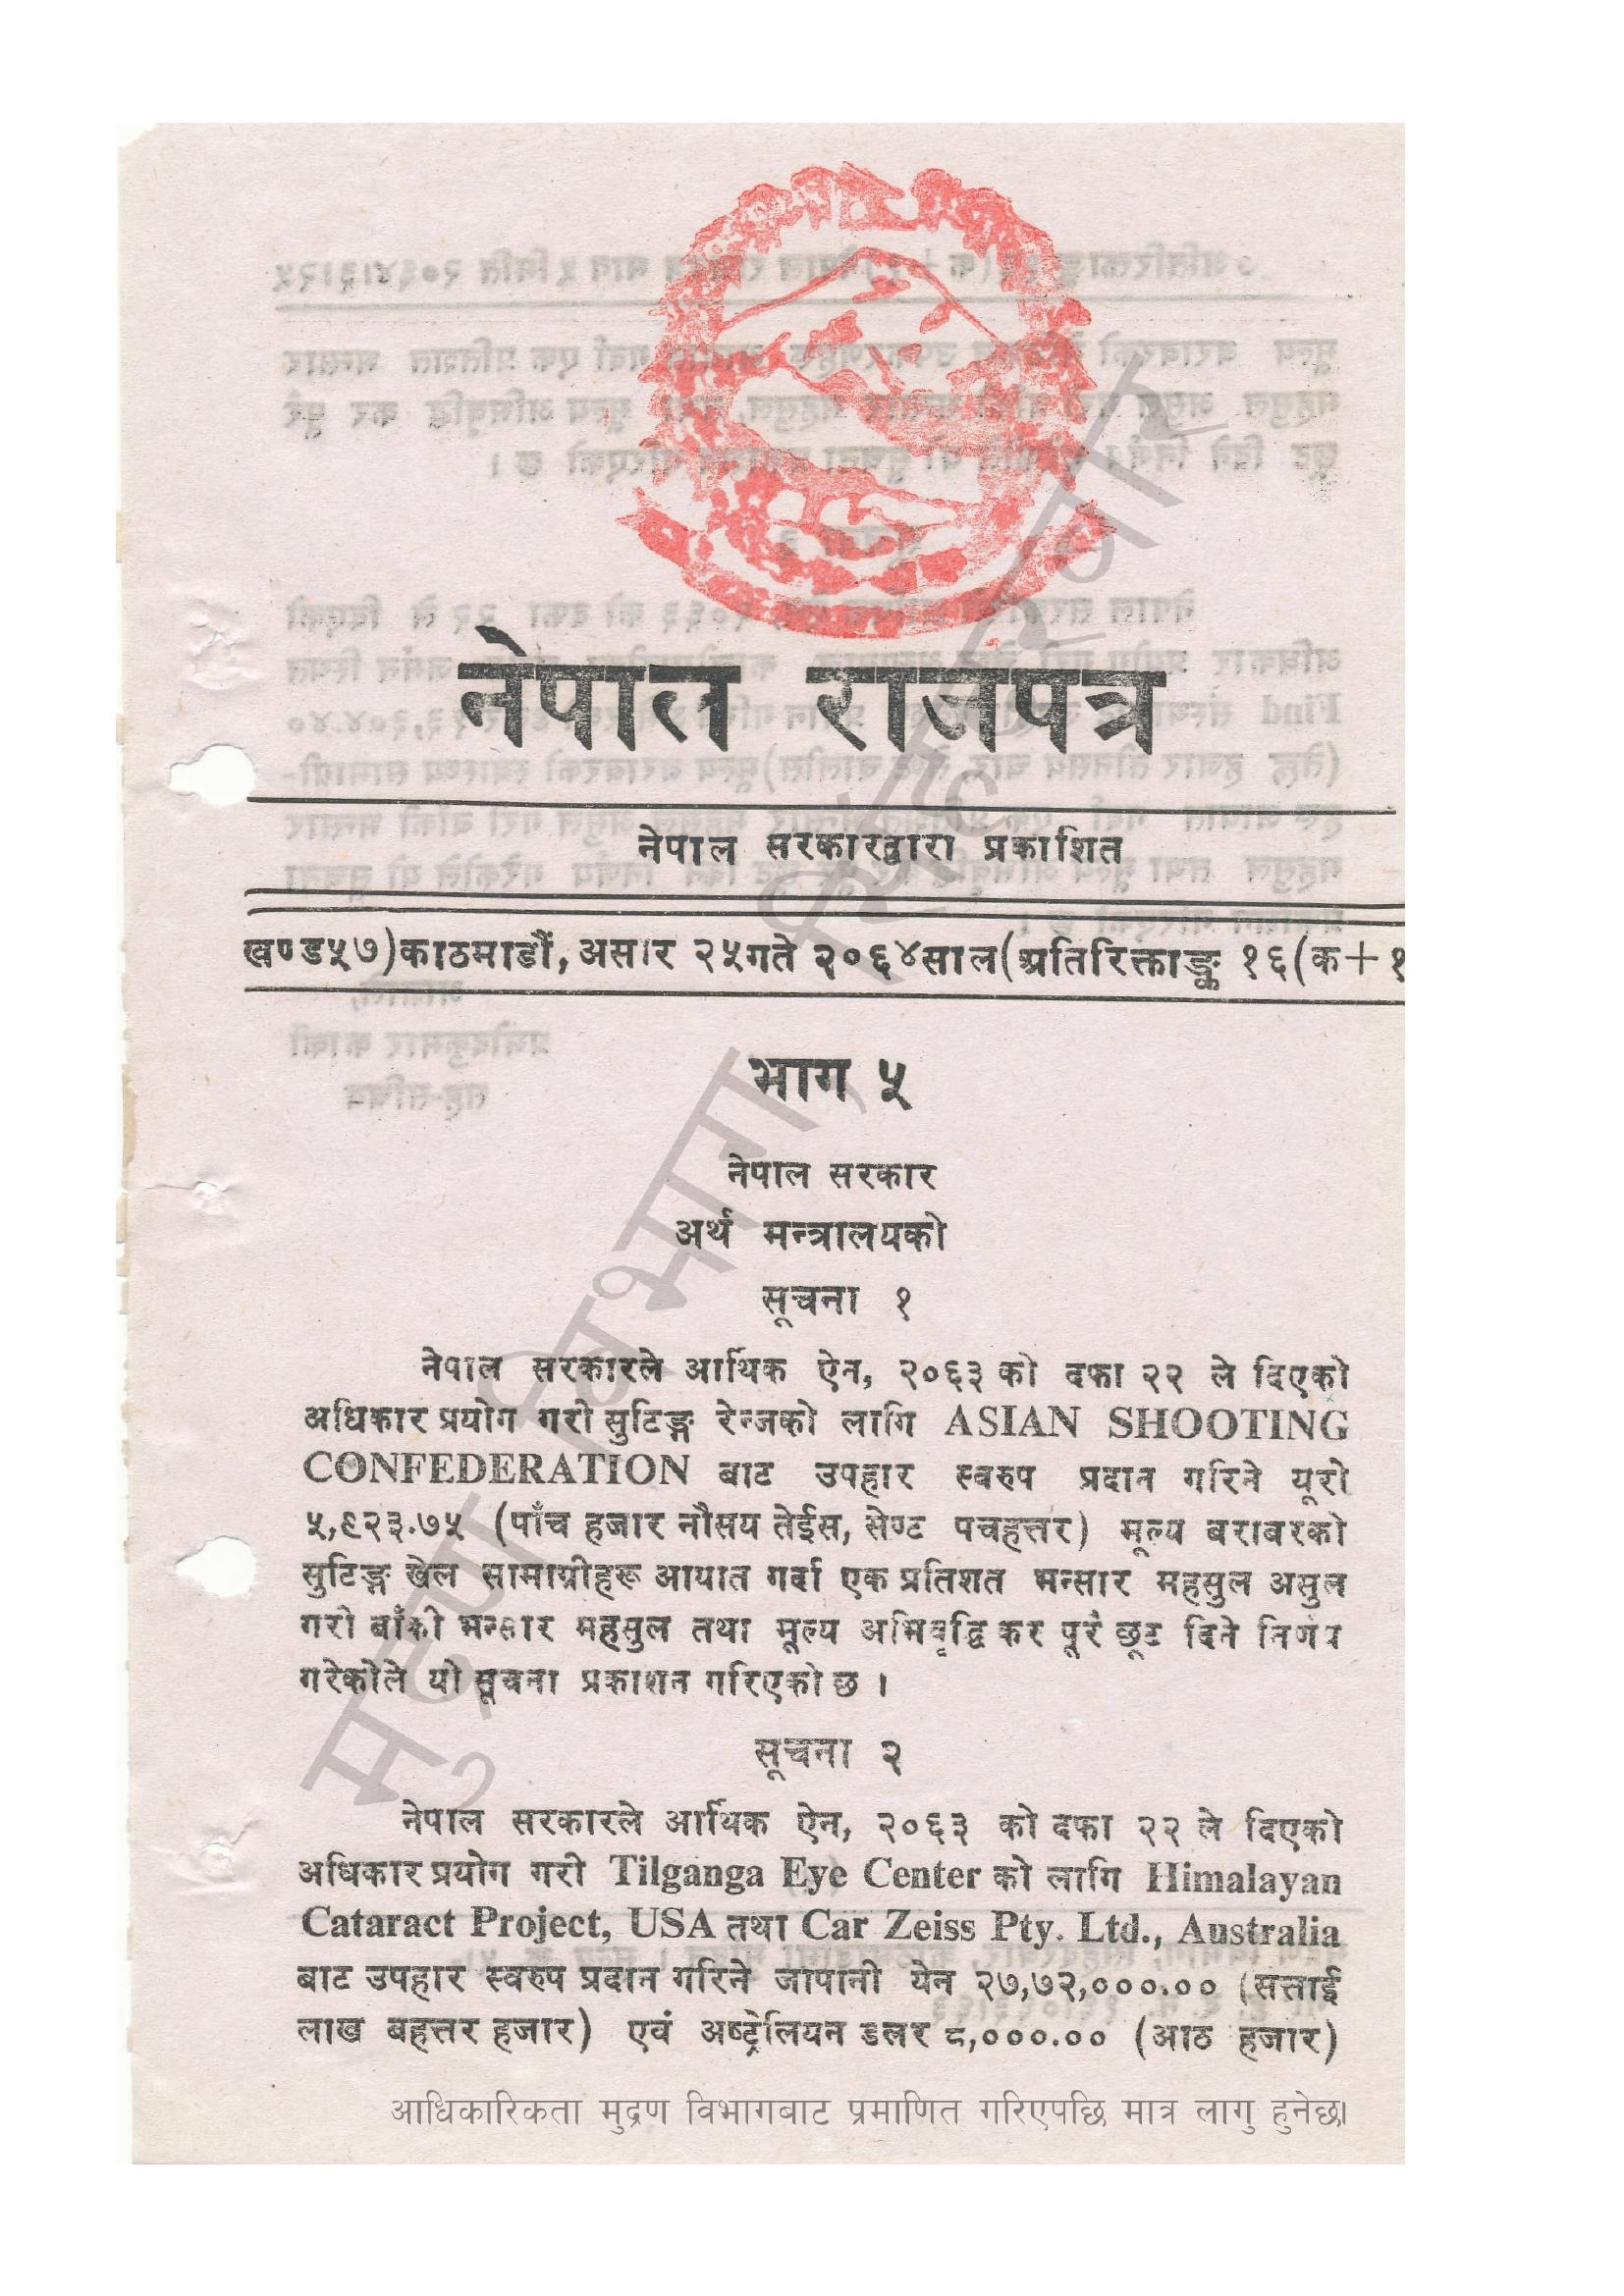 नेपाल राजपत्र
नेपाल सरकारद्वारा प्रकाशित
खण्ड५७)काठमाडौं, असार २५गते २०६४साल(अतिरिक्ताङ्क १६(क+१
भाग ५
नेपाल सरकार
अर्थ मन्त्रालयको
सूचना १
नेपाल सरकारले आर्थिक ऐन, २०६३ को दफा २२ ले दिएको
अधिकार प्रयोग गरी सुटिङ्ग रेन्जको लागि ASIAN SHOOTING
CONFEDERATION बाट उपहार स्वरुप प्रदान गरिने यूरो
५,९२३.७५ (पाँच हजार नौसय तेईस, सेण्ट पचहत्तर) मूल्य बराबरको
सुटिङ्ग खेल सामाग्रीहरू आयात गर्दा एक प्रतिशत भन्सार महसुल असुल
गरी बाँकी भन्सार महसुल तथा मूल्य अभिवृद्धि कर पूरै छूट दिने निर्णय
गरेकोले यो सूचना प्रकाशन गरिएको छ ।
सूचना २
नेपाल सरकारले आर्थिक ऐन, २०६३ को दफा २२ ले दिएको
अधिकार प्रयोग गरी Tilganga Eye Center को लागि Himalayan
Cataract Project, USA तथा Car Zeiss Pty. Ltd., Australia
बाट उपहार स्वरुप प्रदान गरिने जापानी येन २७,७२,०००.०० (सत्ताई
लाख बहत्तर हजार) एवं अष्ट्रेलियन डलर ८,०००.०० (आठ हजार)
आधिकारिकता मुद्रण विभागबाट प्रमाणित गरिएपछि मात्र लागु हुनेछ।
मुद्रण विभाग, सिंहदरबार